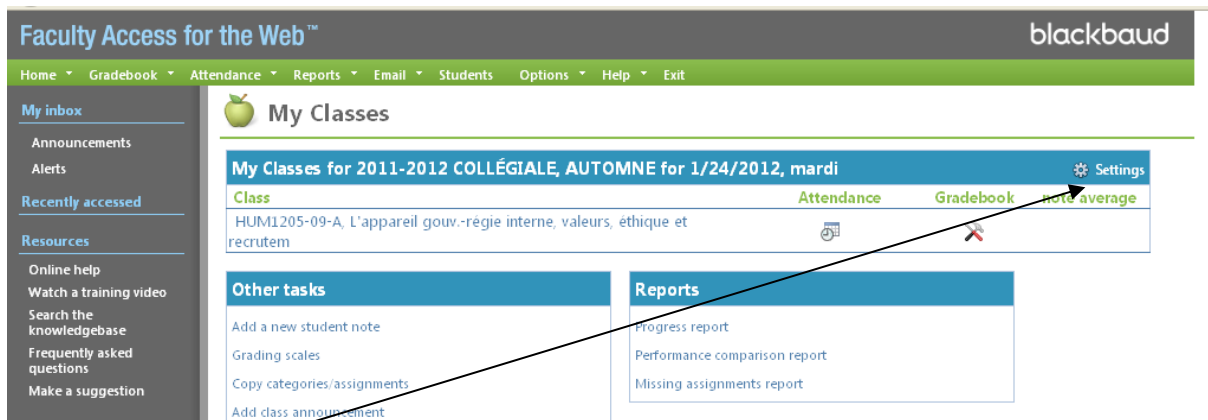 Faculty Access for the Web™
blackbaud
Home Gradebook Attendance Reports Email Students Options Help Exit
My inbox
Announcements
Alerts
Recently accessed
Resources
Online help
Watch a training video
Search the
knowledgebase
Frequently asked
questions
Make a suggestion
My Classes
My Classes for 2011-2012 COLLÉGIALE, AUTOMNE for 1/24/2012, mardi
Settings
Class Attendance Gradebook note average
HUM1205-09-A, L'appareil gouv.-régie interne, valeurs, éthique et
recrutem
Other tasks
Add a new student note
Grading scales
Copy categories/assignments
Add class announcement
Reports
Progress report
Performance comparison report
Missing assignments report